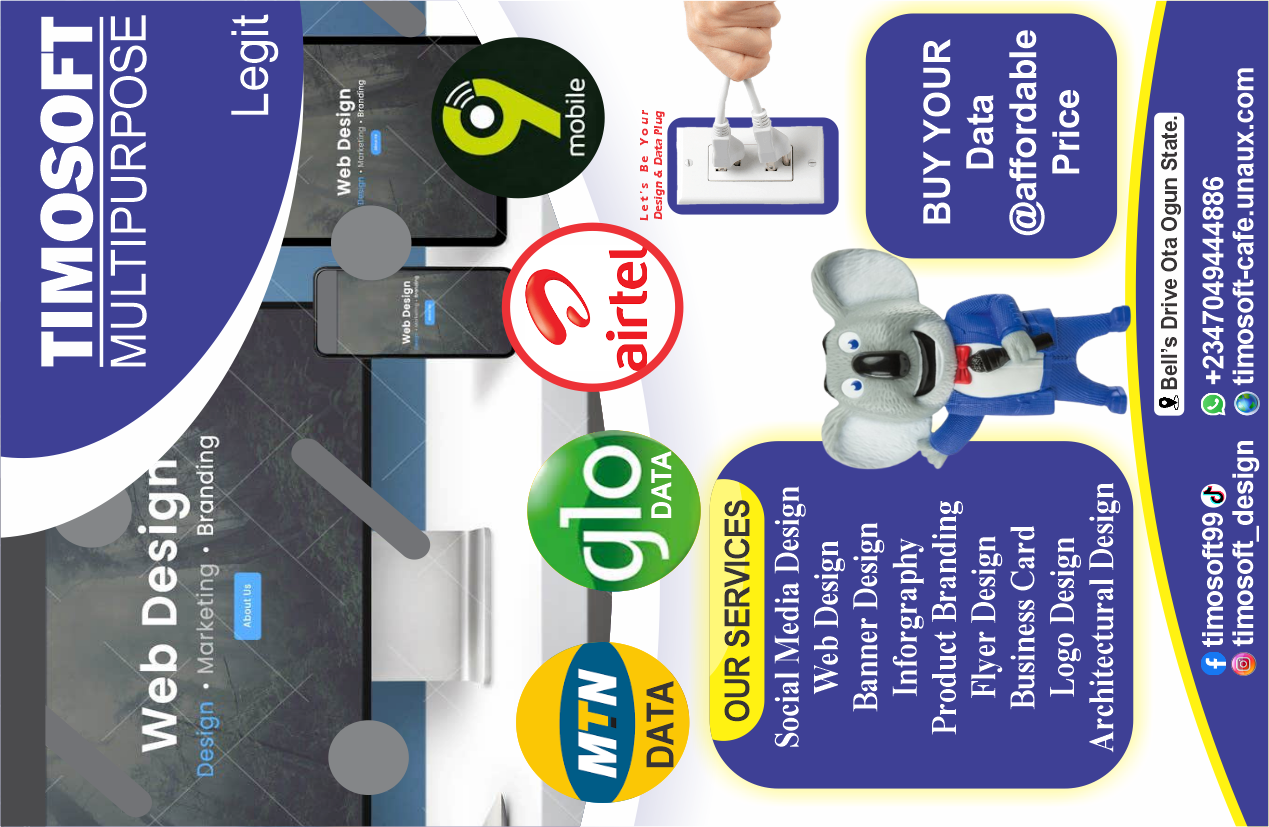 TIMOSOFT
MULTIPURPOSE
Legit
Web Design
Design • Marketing • Branding
About Us
Web Design
Web Design
Design • Marketing • Branding
MTN
DATA
glo
DATA
airtel
9
mobile
Let's Be Your
Design & Data Plug
OUR SERVICES
Social Media Design
Web Design
Banner Design
Inforgraphy
Product Branding
Flyer Design
Business Card
Logo Design
Architectural Design
BUY YOUR
Data
@affordable
Price
Bell's Drive Ota Ogun State.
timosoft99
+2347049444886
timosoft_design
timosoft-cafe.unaux.com